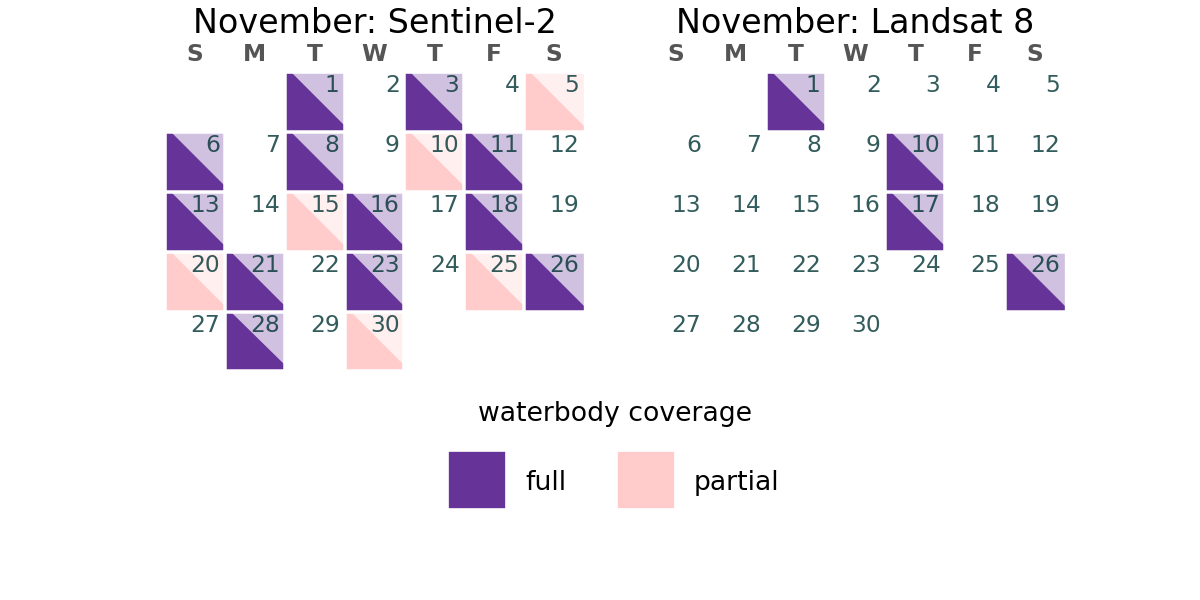 November: Sentinel-2
S M T W T F S
1 2 3 4 5
6 7 8 9 10 11 12
13 14 15 16 17 18 19
20 21 22 23 24 25 26
27 28 29 30
November: Landsat 8
S M T W T F S
1 2 3 4 5
6 7 8 9 10 11 12
13 14 15 16 17 18 19
20 21 22 23 24 25 26
27 28 29 30
waterbody coverage
full
partial